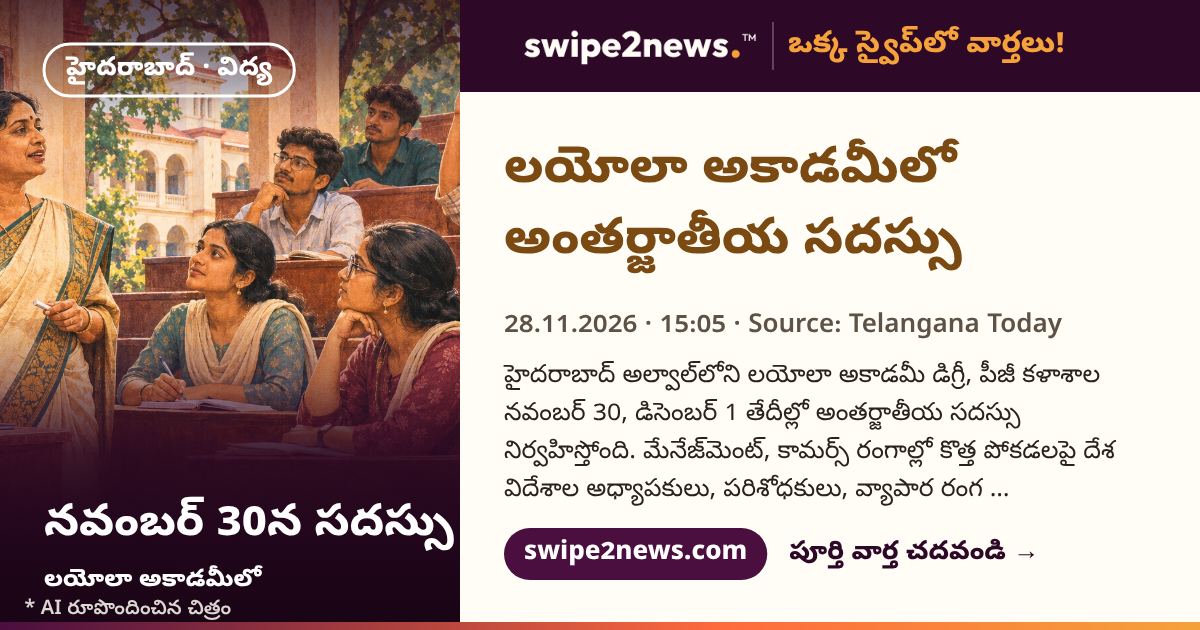 హైదరాబాద్ · విద్య
swipe2news.™
ఒక్క స్వైప్‌లో వార్తలు!
లయోలా అకాడమీలో
అంతర్జాతీయ సదస్సు
28.11.2026 · 15:05 · Source: Telangana Today
హైదరాబాద్ అల్వాల్‌లోని లయోలా అకాడమీ డిగ్రీ, పీజీ కళాశాల
నవంబర్ 30, డిసెంబర్ 1 తేదీల్లో అంతర్జాతీయ సదస్సు
నిర్వహిస్తోంది. మేనేజ్‌మెంట్, కామర్స్ రంగాల్లో కొత్త పోకడలపై దేశ
విదేశాల అధ్యాపకులు, పరిశోధకులు, వ్యాపార రంగ ...
swipe2news.com
పూర్తి వార్త చదవండి →
నవంబర్ 30న సదస్సు
లయోలా అకాడమీలో
* AI రూపొందించిన చిత్రం